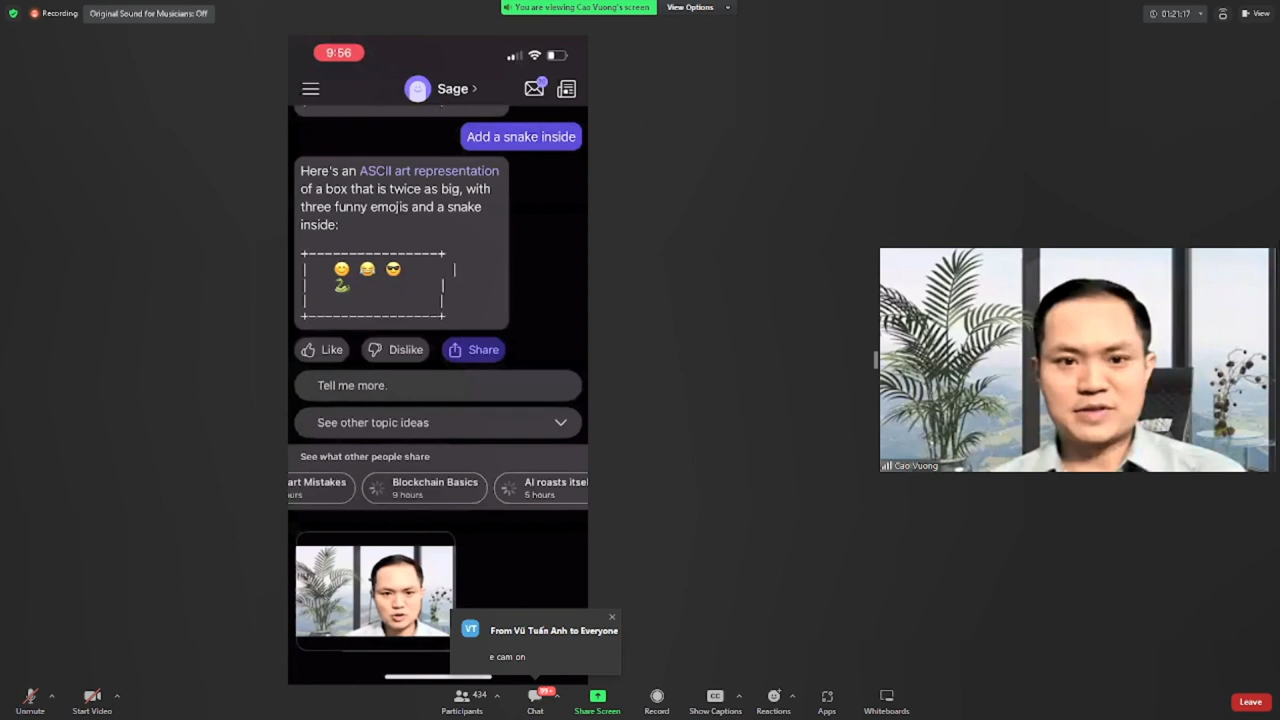 Recording
Original Sound for Musicians: Off
You are viewing Cao Vuong's screen
View Options
01:21:17
View
9:56
Sage
Add a snake inside
Here's an ASCII art representation
of a box that is twice as big, with
three funny emojis and a snake
inside:
+----------------+
| 😊 😂 😎 |
| 🐍 |
| |
+----------------+
Like
Dislike
Share
Tell me more.
See other topic ideas
See what other people share
art Mistakes
Blockchain Basics
9 hours
AI roasts itsel
5 hours
Cao Vuong
VT
From Vũ Tuấn Anh to Everyone
e cam on
Unmute
Start Video
434
Participants
99+
Chat
Share Screen
Record
CC
Show Captions
Reactions
Apps
Whiteboards
Leave